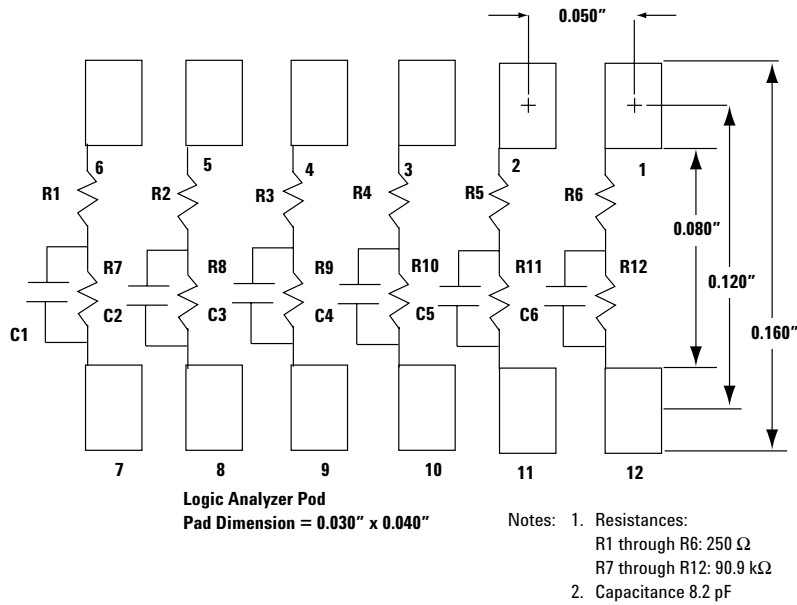 0.050″
6
5
4
3
2
1
R1
R2
R3
R4
R5
R6
0.080″
R7
R8
R9
R10
R11
R12
0.120″
C1
C2
C3
C4
C5
C6
0.160″
7
8
9
10
11
12
Logic Analyzer Pod
Pad Dimension = 0.030″ x 0.040″
Notes: 1. Resistances:
R1 through R6: 250 Ω
R7 through R12: 90.9 kΩ
2. Capacitance 8.2 pF